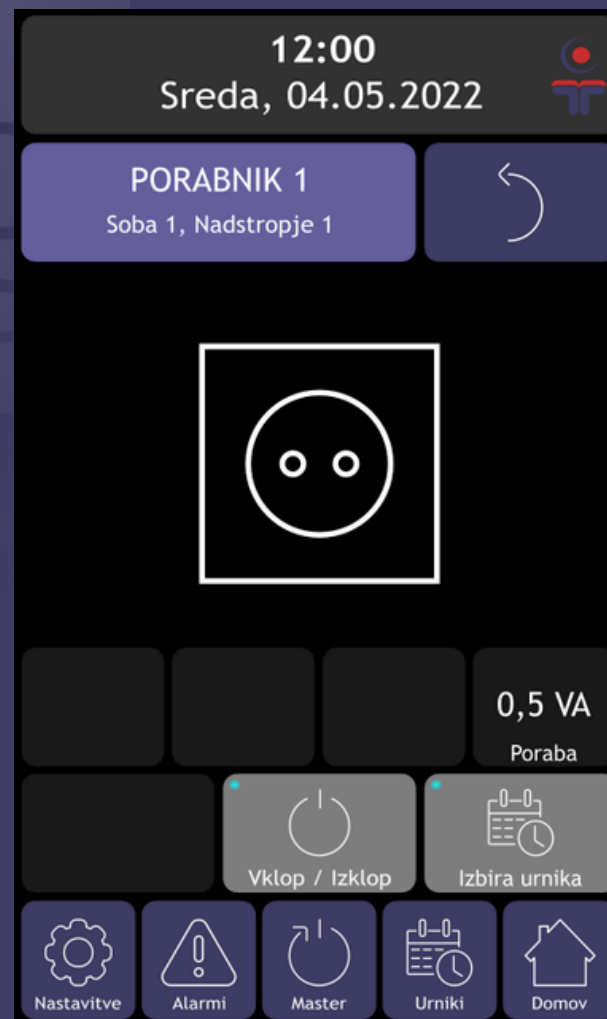 12:00
Sreda, 04.05.2022
PORABNIK 1
Soba 1, Nadstropje 1
0,5 VA
Poraba
Vklop / Izklop
Izbira urnika
Nastavitve
Alarmi
Master
Urniki
Domov